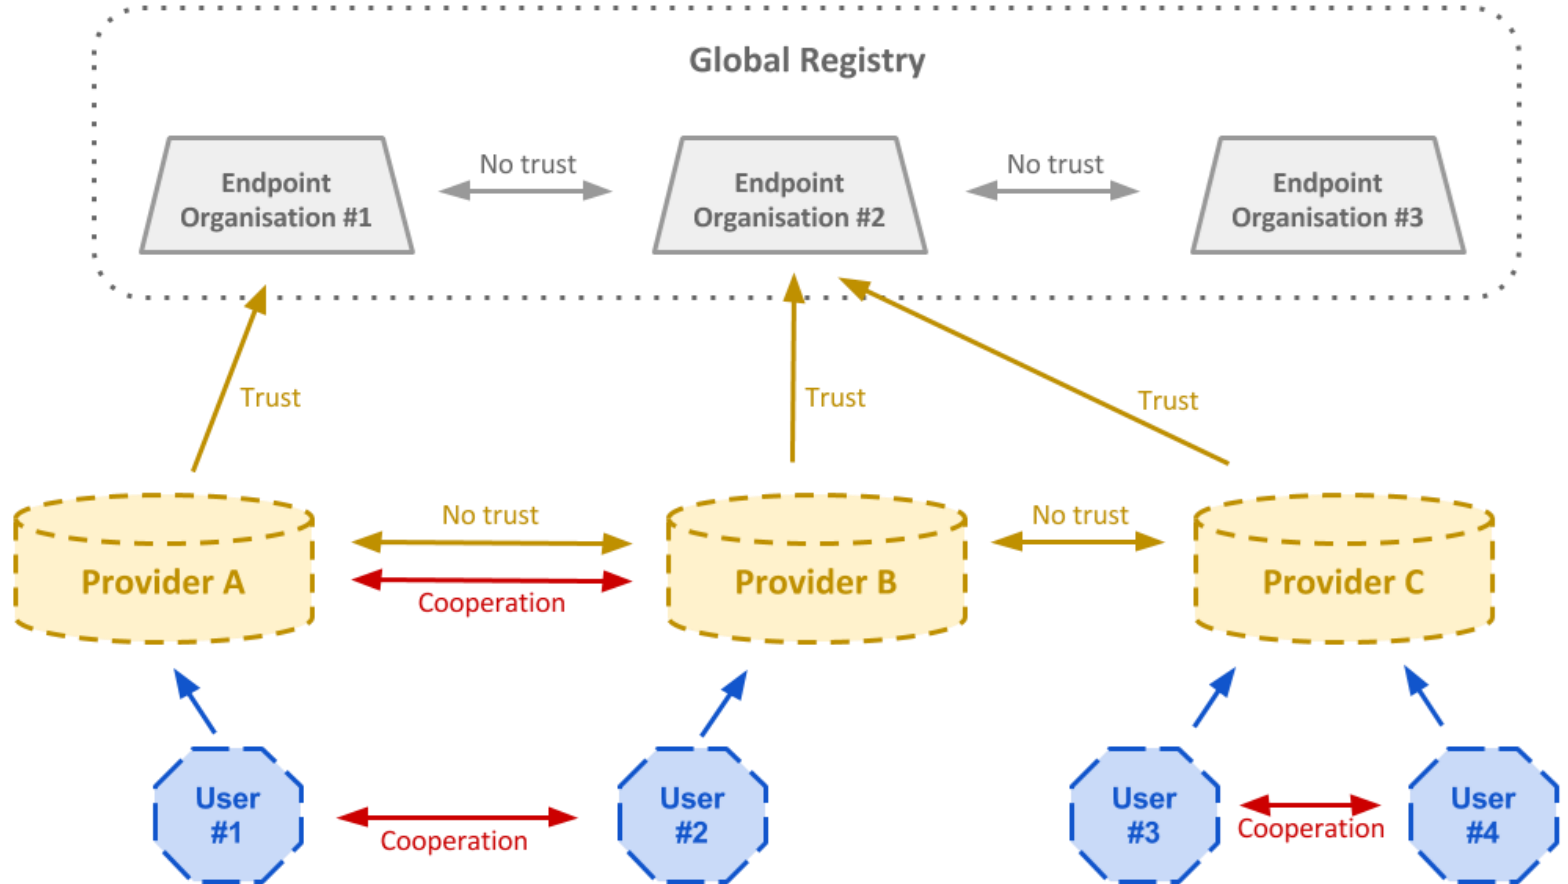 Global Registry
Endpoint
Organisation #1
No trust
Endpoint
Organisation #2
No trust
Endpoint
Organisation #3
Trust
Trust
Trust
Provider A
No trust
Cooperation
Provider B
No trust
Provider C
User
#1
Cooperation
User
#2
User
#3
Cooperation
User
#4